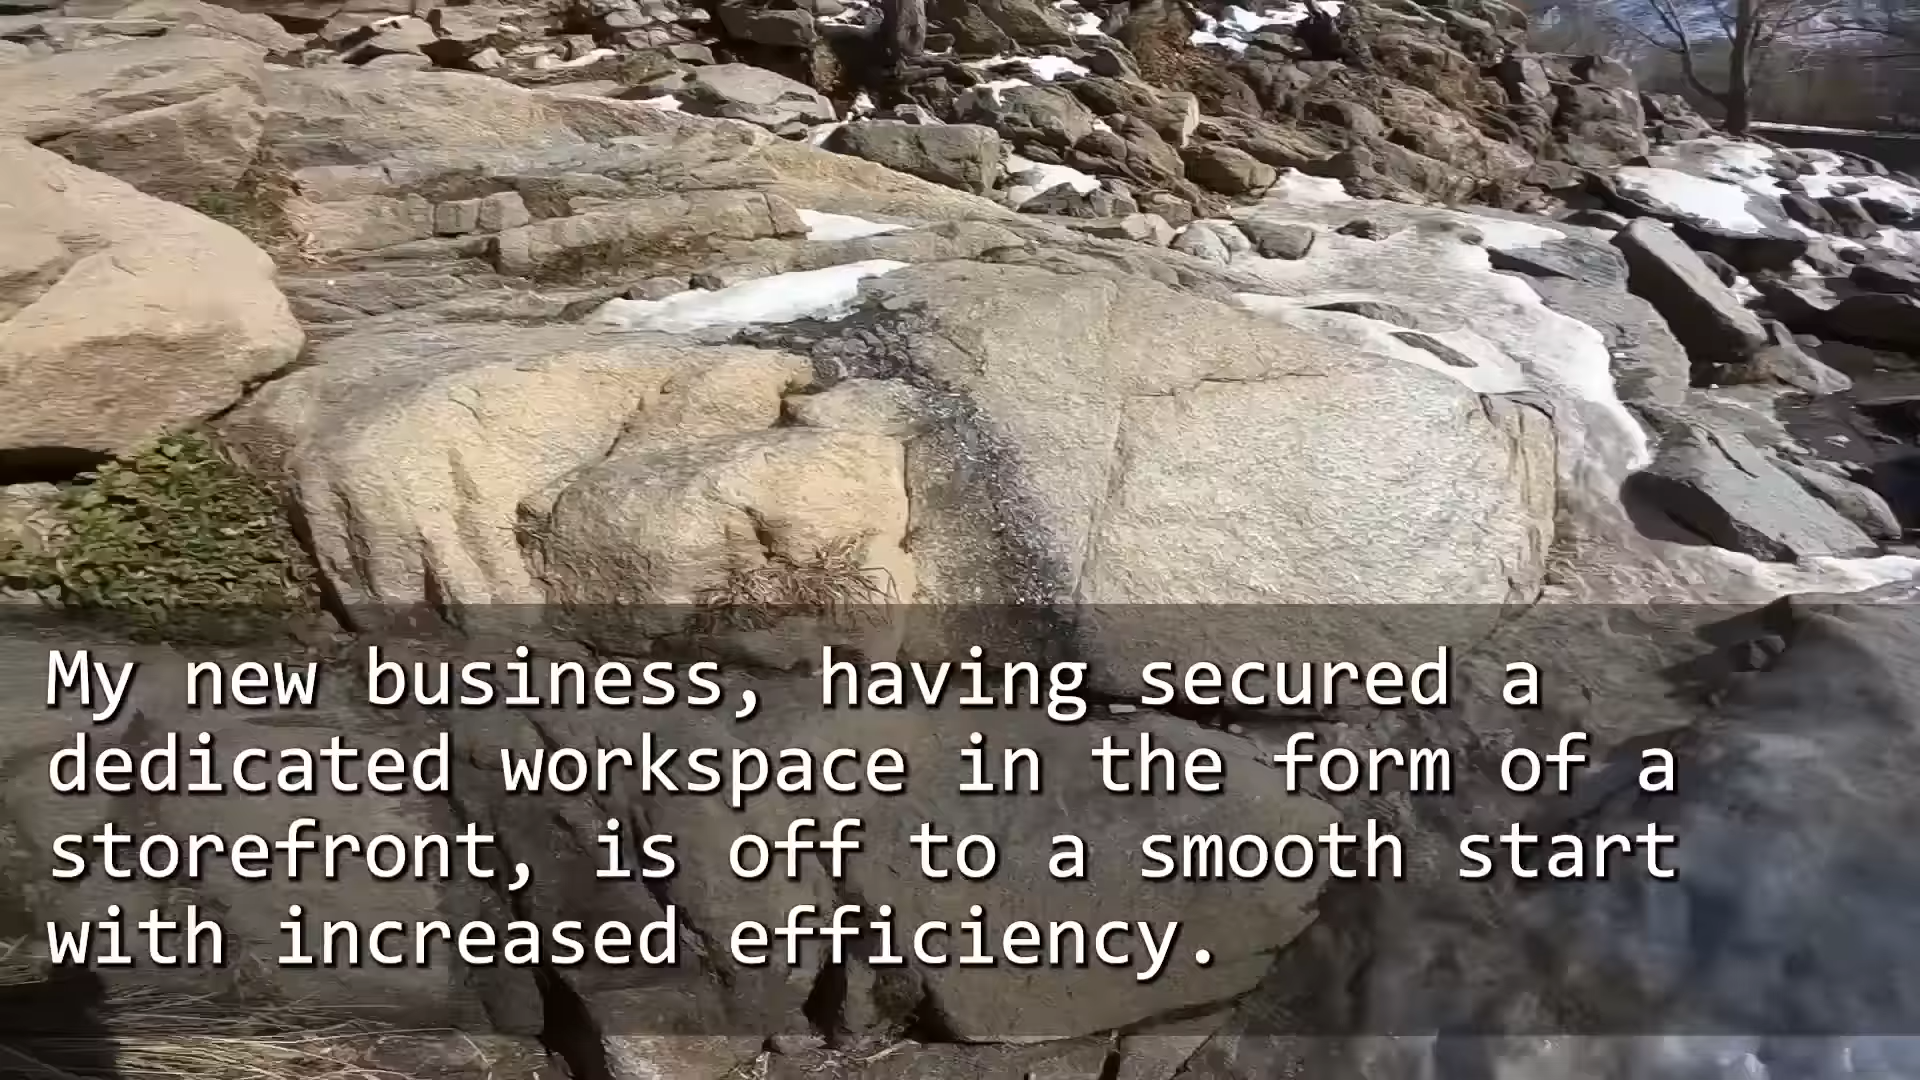 My new business, having secured a
dedicated workspace in the form of a
storefront, is off to a smooth start
with increased efficiency.